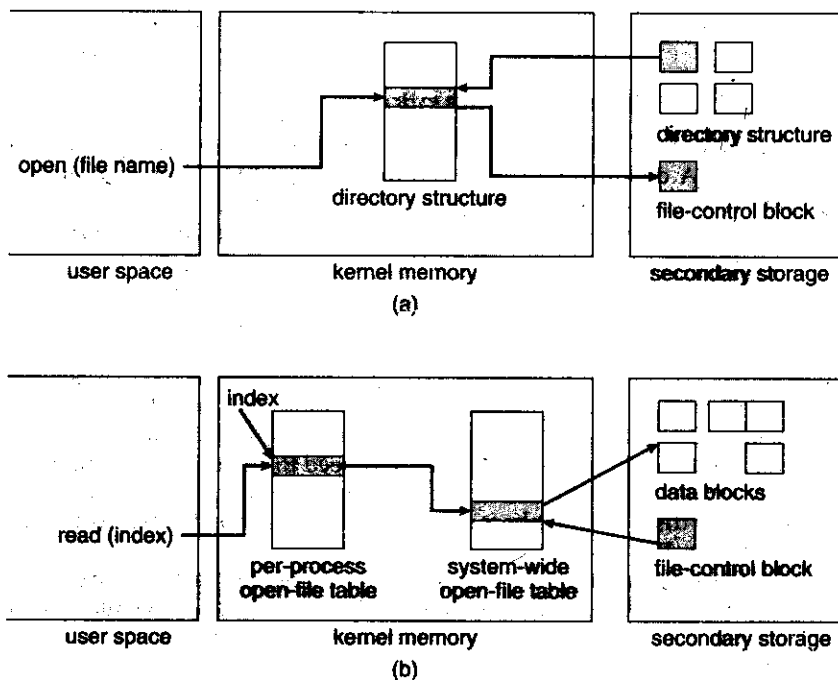 directory structure
open (file name)
directory structure
file-control block
user space
kernel memory
secondary storage
(a)
index
data blocks
read (index)
per-process
open-file table
system-wide
open-file table
file-control block
user space
kernel memory
secondary storage
(b)